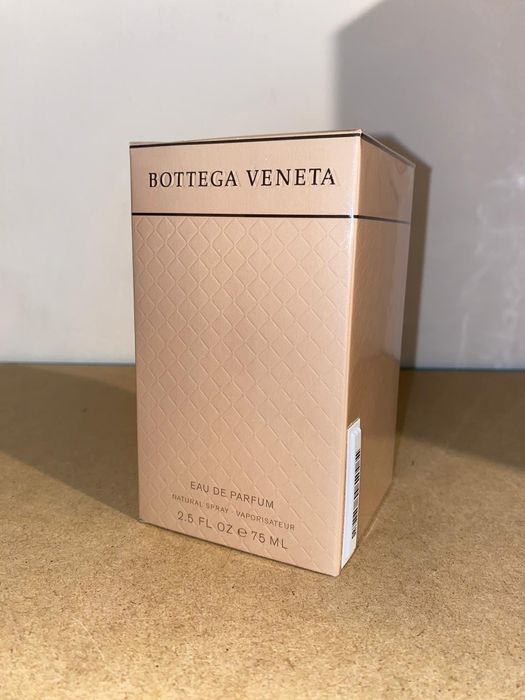 BOTTEGA VENETA
EAU DE PARFUM
NATURAL SPRAY · VAPORISATEUR
2.5 FL OZ ℮ 75 ML